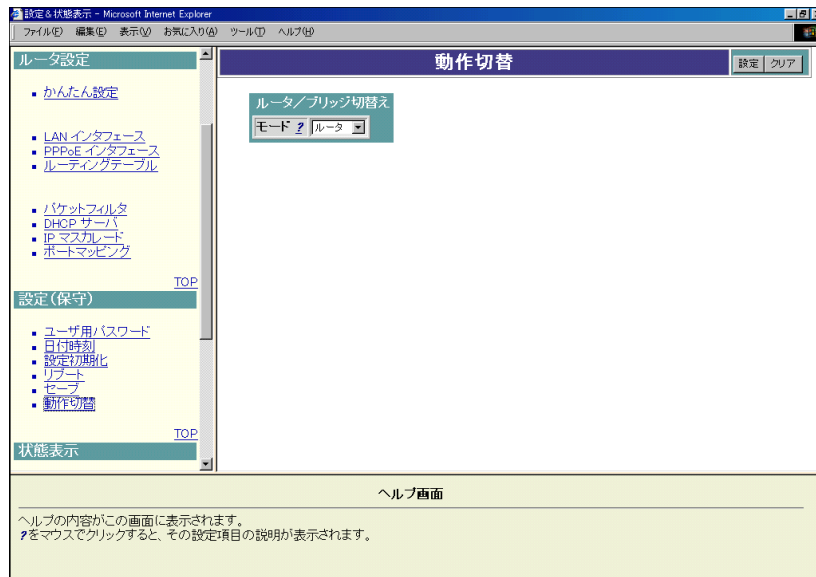 設定&状態表示 - Microsoft Internet Explorer
ファイル(F) 編集(E) 表示(V) お気に入り(A) ツール(T) ヘルプ(H)
ルータ設定
かんたん設定
LAN インタフェース
PPPoE インタフェース
ルーティングテーブル
パケットフィルタ
DHCP サーバ
IP マスカレード
ポートマッピング
TOP
設定(保守)
ユーザ用パスワード
日付時刻
設定初期化
リブート
セーブ
動作切替
TOP
状態表示
動作切替
設定 クリア
ルータ/ブリッジ切替え
モード ? ルータ
ヘルプ画面
ヘルプの内容がこの画面に表示されます。
?をマウスでクリックすると、その設定項目の説明が表示されます。